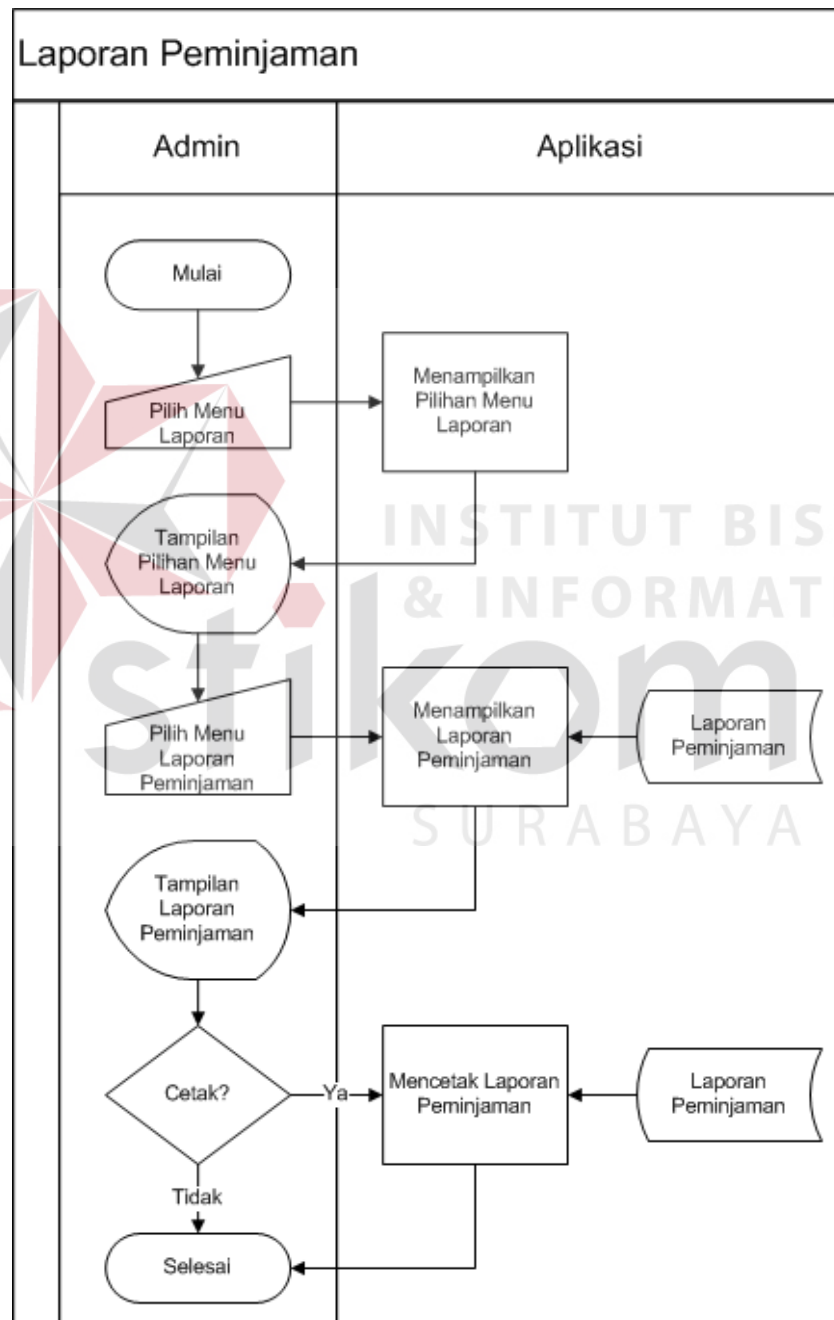 Laporan Peminjaman
Admin
Aplikasi
Mulai
Pilih Menu
Laporan
Menampilkan
Pilihan Menu
Laporan
Tampilan
Pilihan Menu
Laporan
INSTITUT BIS
& INFORMAT
stikom
SURABAYA
Pilih Menu
Laporan
Peminjaman
Menampilkan
Laporan
Peminjaman
Laporan
Peminjaman
Tampilan
Laporan
Peminjaman
Cetak?
Ya
Mencetak Laporan
Peminjaman
Laporan
Peminjaman
Tidak
Selesai